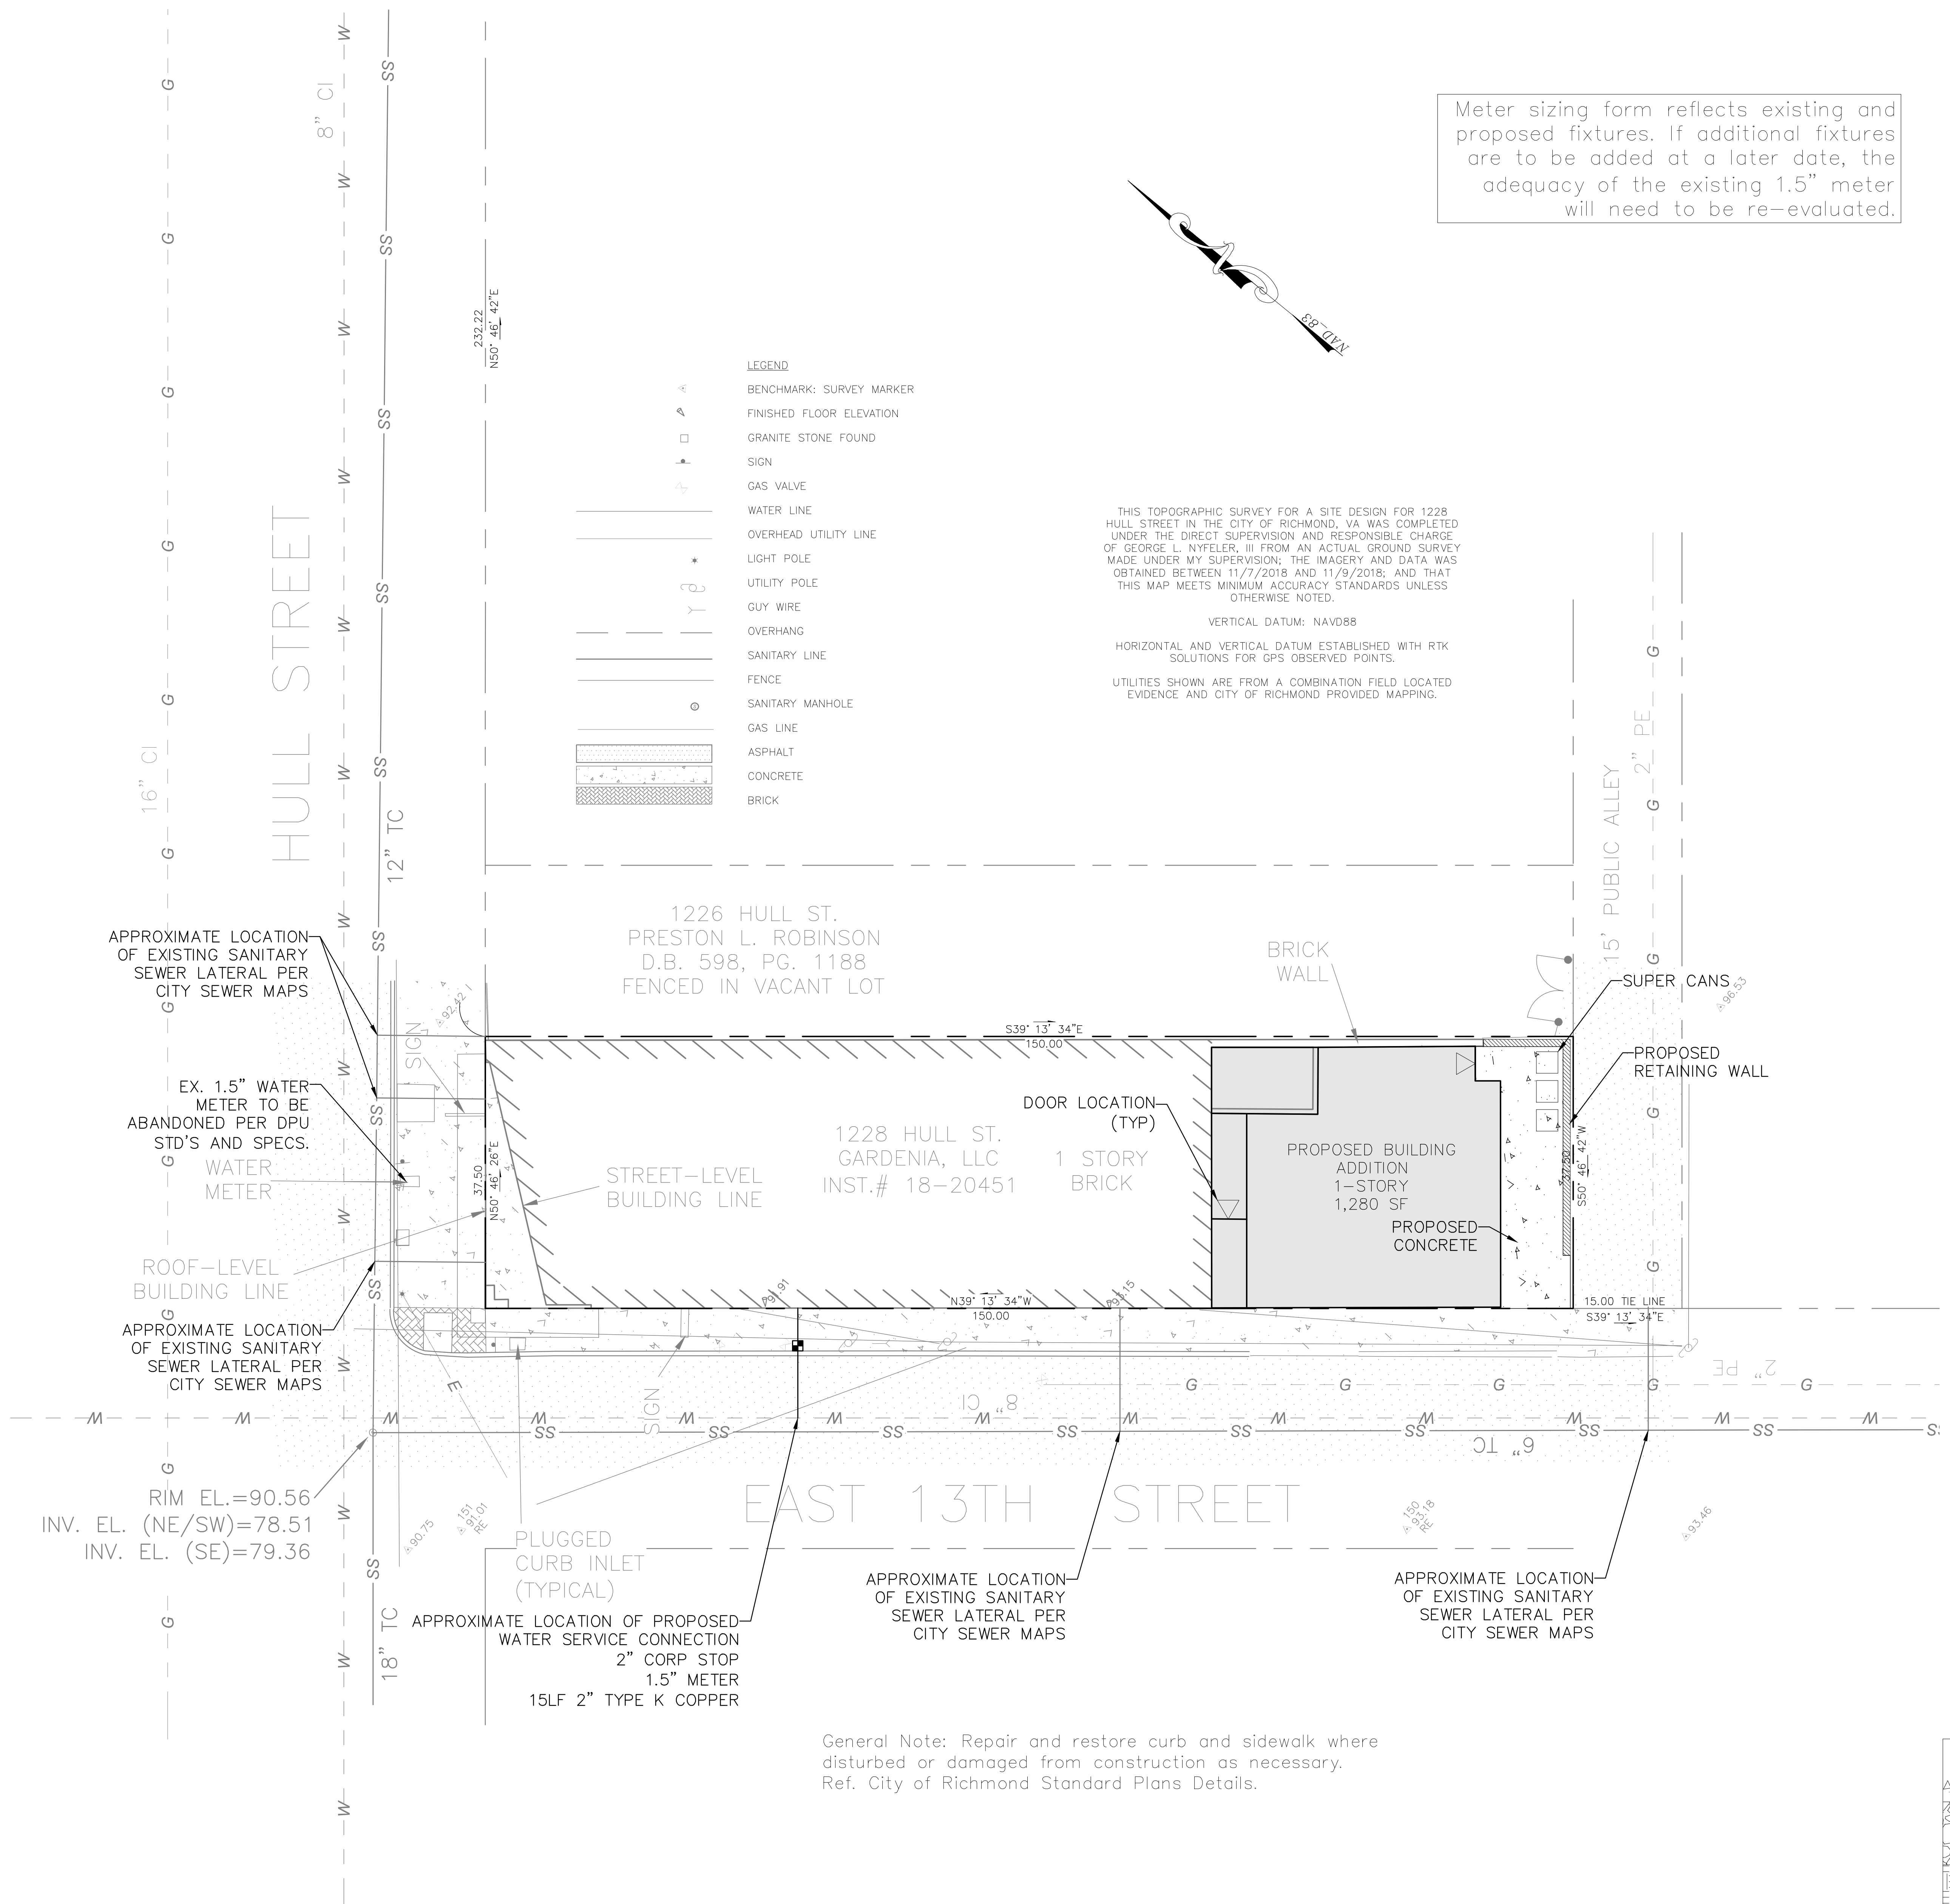 Meter sizing form reflects existing and
proposed fixtures. If additional fixtures
are to be added at a later date, the
adequacy of the existing 1.5" meter
will need to be re-evaluated.
NAD_83
8" CI
232.22
N50° 46' 42"E
LEGEND
BENCHMARK: SURVEY MARKER
FINISHED FLOOR ELEVATION
GRANITE STONE FOUND
SIGN
GAS VALVE
WATER LINE
OVERHEAD UTILITY LINE
LIGHT POLE
UTILITY POLE
GUY WIRE
OVERHANG
SANITARY LINE
FENCE
SANITARY MANHOLE
GAS LINE
ASPHALT
CONCRETE
BRICK
THIS TOPOGRAPHIC SURVEY FOR A SITE DESIGN FOR 1228
HULL STREET IN THE CITY OF RICHMOND, VA WAS COMPLETED
UNDER THE DIRECT SUPERVISION AND RESPONSIBLE CHARGE
OF GEORGE L. NYFELER, III FROM AN ACTUAL GROUND SURVEY
MADE UNDER MY SUPERVISION; THE IMAGERY AND DATA WAS
OBTAINED BETWEEN 11/7/2018 AND 11/9/2018; AND THAT
THIS MAP MEETS MINIMUM ACCURACY STANDARDS UNLESS
OTHERWISE NOTED.
VERTICAL DATUM: NAVD88
HORIZONTAL AND VERTICAL DATUM ESTABLISHED WITH RTK
SOLUTIONS FOR GPS OBSERVED POINTS.
UTILITIES SHOWN ARE FROM A COMBINATION FIELD LOCATED
EVIDENCE AND CITY OF RICHMOND PROVIDED MAPPING.
HULL STREET
16" CI
12" TC
2" PE
15' PUBLIC ALLEY
APPROXIMATE LOCATION
OF EXISTING SANITARY
SEWER LATERAL PER
CITY SEWER MAPS
1226 HULL ST.
PRESTON L. ROBINSON
D.B. 598, PG. 1188
FENCED IN VACANT LOT
BRICK
WALL
SUPER CANS
96.53
92.42
SIGN
S39° 13' 34"E
150.00
PROPOSED
RETAINING WALL
EX. 1.5" WATER
METER TO BE
ABANDONED PER DPU
STD'S AND SPECS.
WATER
METER
37.50
N50° 46' 26"E
STREET-LEVEL
BUILDING LINE
1228 HULL ST.
GARDENIA, LLC
INST.# 18-20451
1 STORY
BRICK
DOOR LOCATION
(TYP)
PROPOSED BUILDING
ADDITION
1-STORY
1,280 SF
PROPOSED
CONCRETE
37.50
S50° 46' 42"W
ROOF-LEVEL
BUILDING LINE
N39° 13' 34"W
150.00
15.00 TIE LINE
S39° 13' 34"E
APPROXIMATE LOCATION
OF EXISTING SANITARY
SEWER LATERAL PER
CITY SEWER MAPS
E
SIGN
8" CI
2" PE
6" TC
RIM EL.=90.56
INV. EL. (NE/SW)=78.51
INV. EL. (SE)=79.36
EAST 13TH STREET
90.75
151
91.01
RE
150
93.18
RE
93.46
PLUGGED
CURB INLET
(TYPICAL)
18" TC
APPROXIMATE LOCATION OF PROPOSED
WATER SERVICE CONNECTION
2" CORP STOP
1.5" METER
15LF 2" TYPE K COPPER
APPROXIMATE LOCATION
OF EXISTING SANITARY
SEWER LATERAL PER
CITY SEWER MAPS
APPROXIMATE LOCATION
OF EXISTING SANITARY
SEWER LATERAL PER
CITY SEWER MAPS
General Note: Repair and restore curb and sidewalk where
disturbed or damaged from construction as necessary.
Ref. City of Richmond Standard Plans Details.